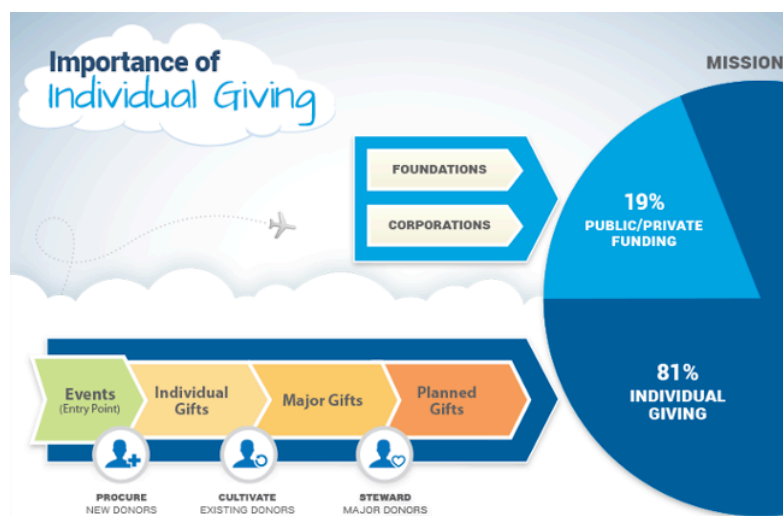 Importance of
Individual Giving
MISSION
FOUNDATIONS
CORPORATIONS
19%
PUBLIC/PRIVATE
FUNDING
81%
INDIVIDUAL
GIVING
Events
(Entry Point)
Individual
Gifts
Major Gifts
Planned
Gifts
PROCURE
NEW DONORS
CULTIVATE
EXISTING DONORS
STEWARD
MAJOR DONORS